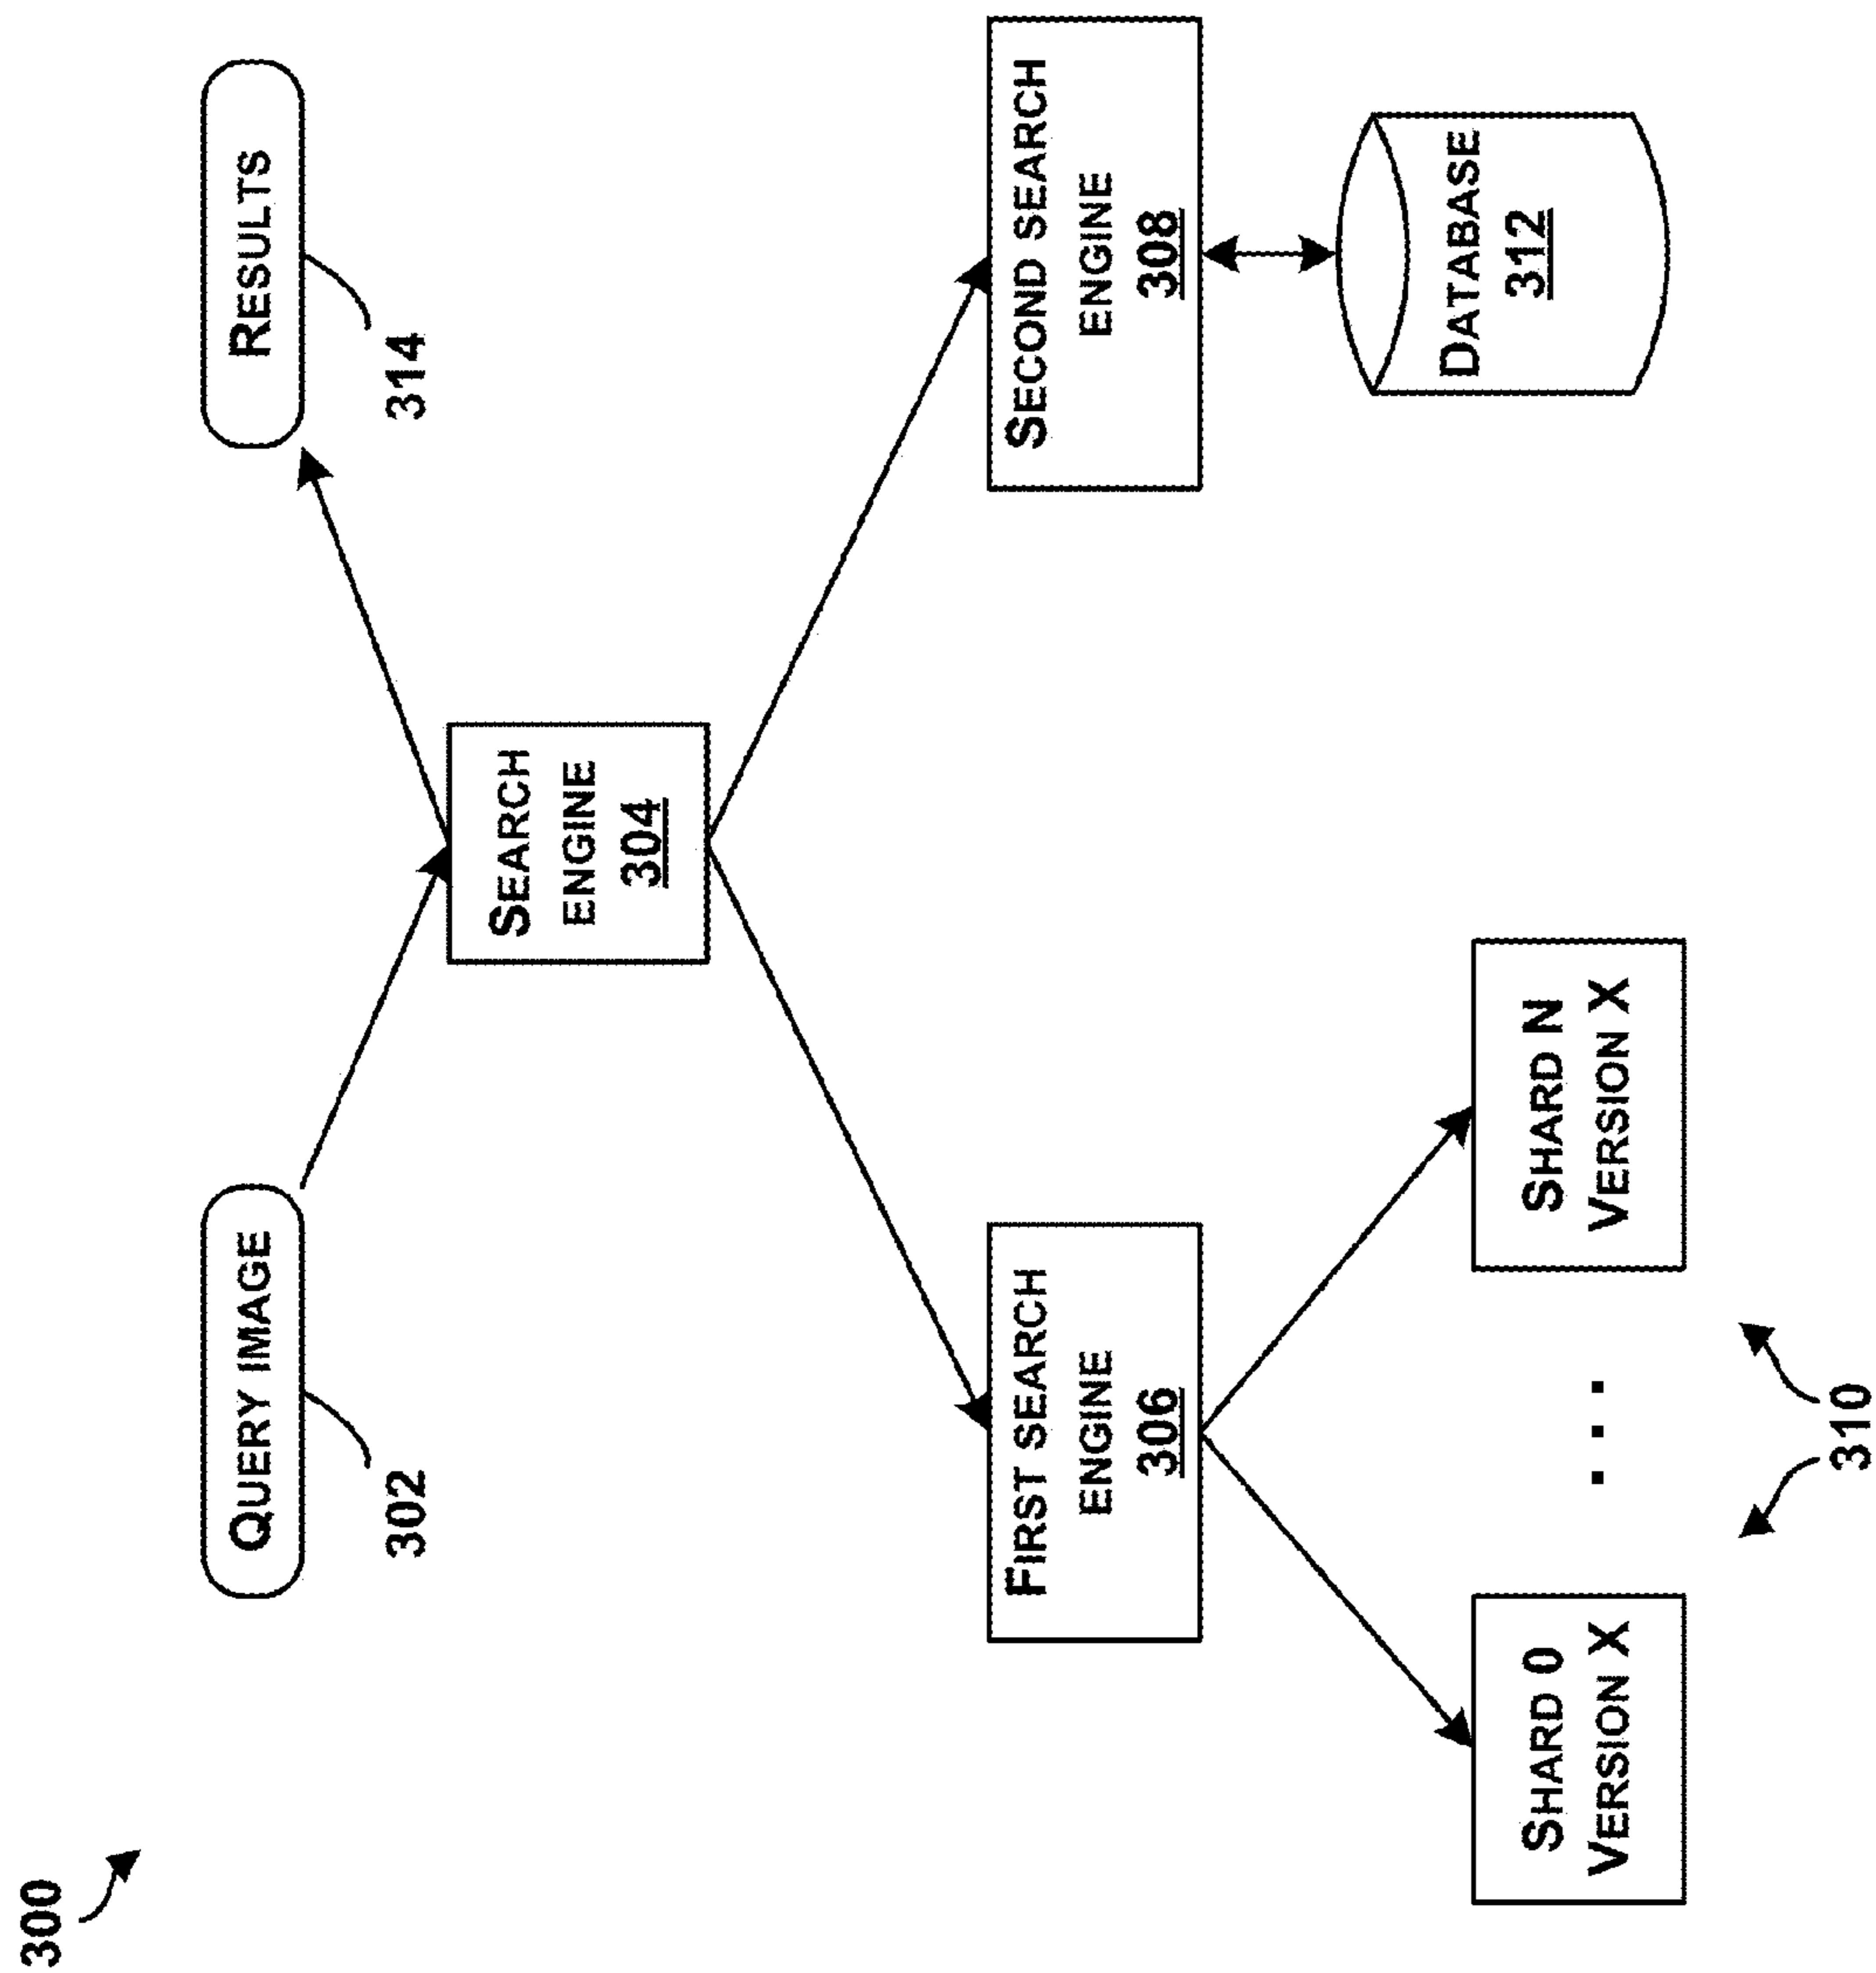 300
QUERY IMAGE
302
RESULTS
314
SEARCH
ENGINE
304
FIRST SEARCH
ENGINE
306
SECOND SEARCH
ENGINE
308
SHARD 0
VERSION X
. . .
SHARD N
VERSION X
310
DATABASE
312